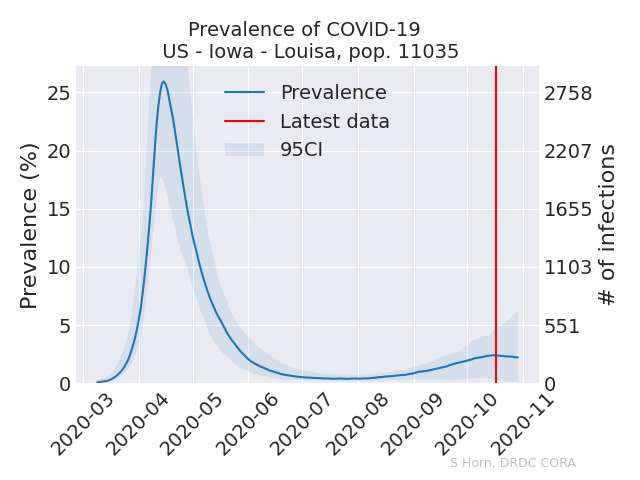 Prevalence of COVID-19
US - Iowa - Louisa, pop. 11035
Prevalence
Latest data
95CI
Prevalence (%)
25
20
15
10
5
0
2758
2207
1655
1103
551
0
# of infections
2020-03
2020-04
2020-05
2020-06
2020-07
2020-08
2020-09
2020-10
2020-11
S Horn, DRDC CORA